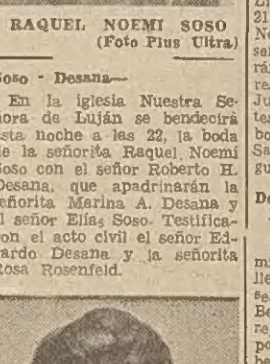 RAQUEL NOEMI SOSO
(Foto Plus Ultra)
Soso - Desana—
En la iglesia Nuestra Se-
ñora de Luján se bendecirá
esta noche a las 22, la boda
de la señorita Raquel Noemí
Soso con el señor Roberto H.
Desana, que apadrinarán la
señorita Marina A. Desana y
el señor Elías Soso. Testifica-
ron el acto civil el señor Ed-
uardo Desana y la señorita
Rosa Rosenfeld.